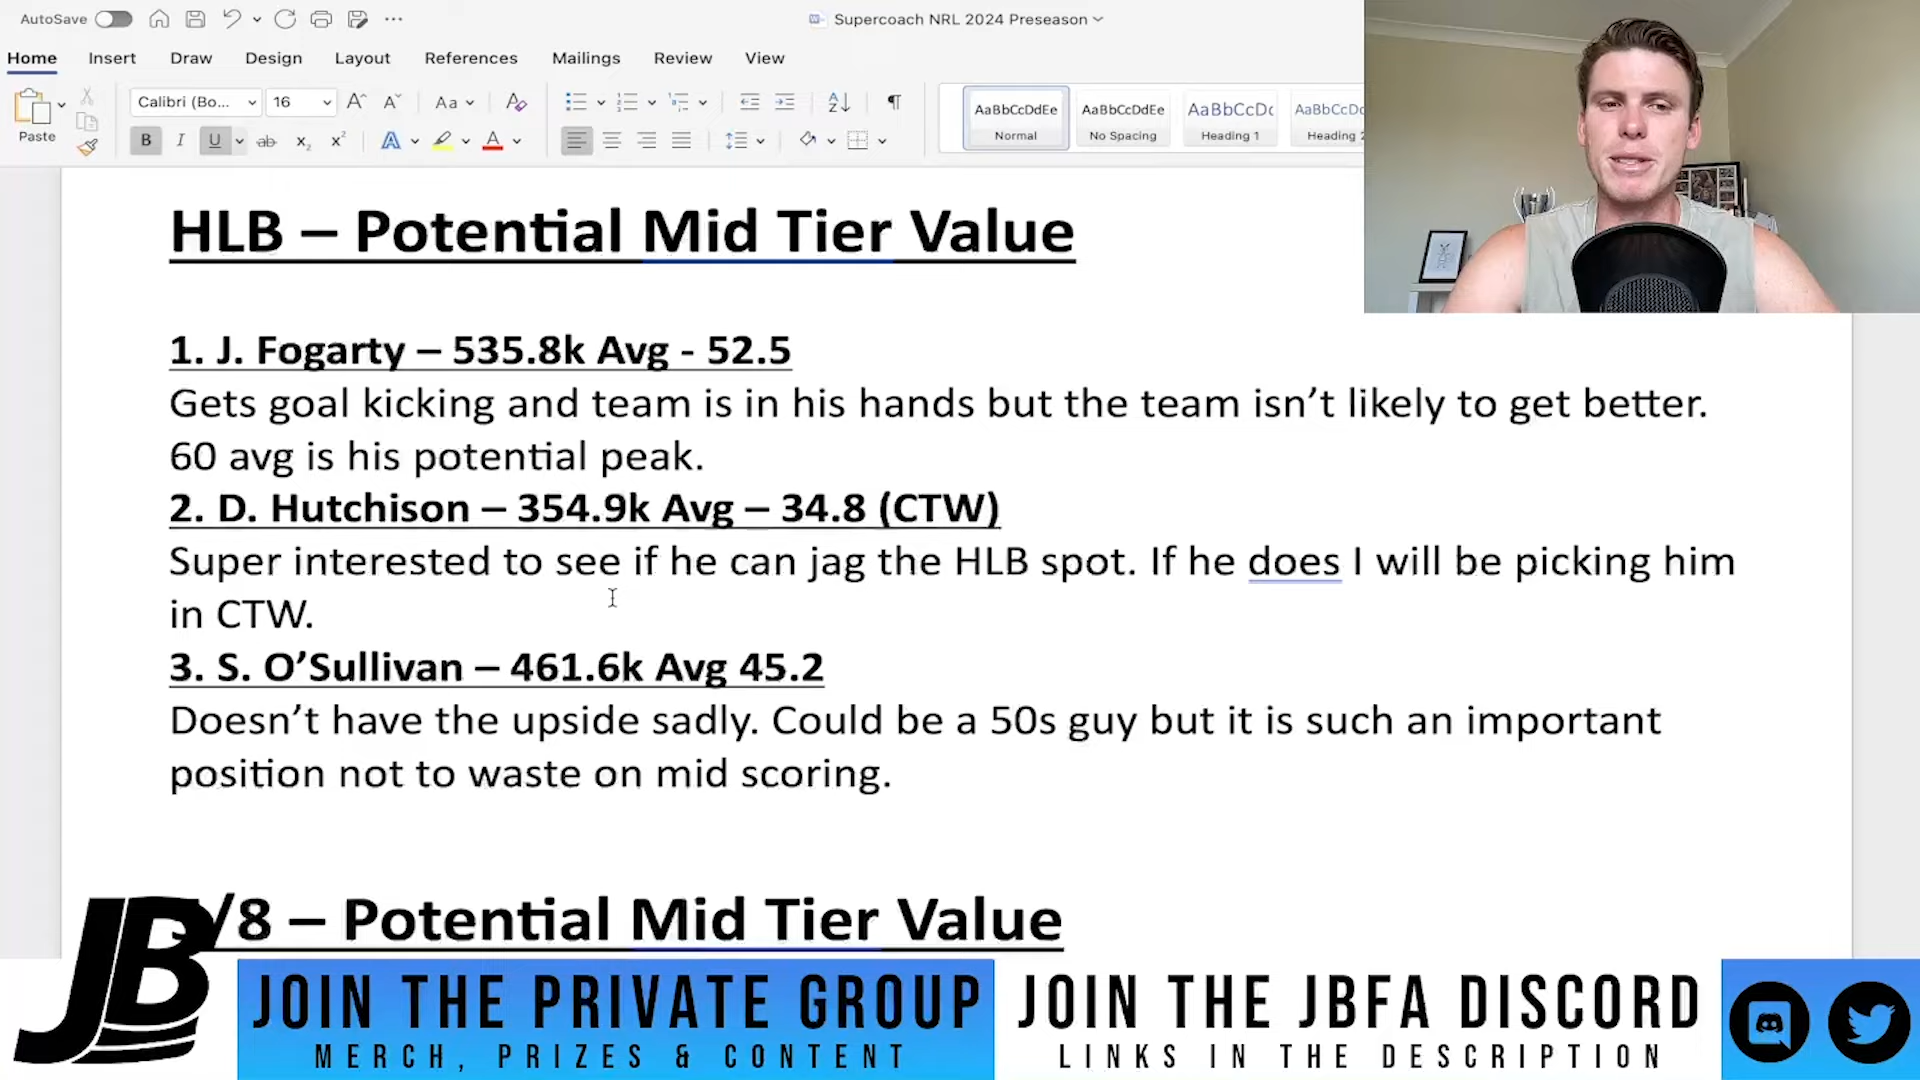 AutoSave
Supercoach NRL 2024 Preseason
Home Insert Draw Design Layout References Mailings Review View
Paste
Calibri (Bo... 16
Aa
AaBbCcDdEe AaBbCcDdEe AaBbCcDc AaBbCcDc
Normal No Spacing Heading 1 Heading 2
HLB – Potential Mid Tier Value
1. J. Fogarty – 535.8k Avg - 52.5
Gets goal kicking and team is in his hands but the team isn’t likely to get better.
60 avg is his potential peak.
2. D. Hutchison – 354.9k Avg – 34.8 (CTW)
Super interested to see if he can jag the HLB spot. If he does I will be picking him
in CTW.
3. S. O’Sullivan – 461.6k Avg 45.2
Doesn’t have the upside sadly. Could be a 50s guy but it is such an important
position not to waste on mid scoring.
/8 – Potential Mid Tier Value
JB
JOIN THE PRIVATE GROUP
MERCH, PRIZES & CONTENT
JOIN THE JBFA DISCORD
LINKS IN THE DESCRIPTION